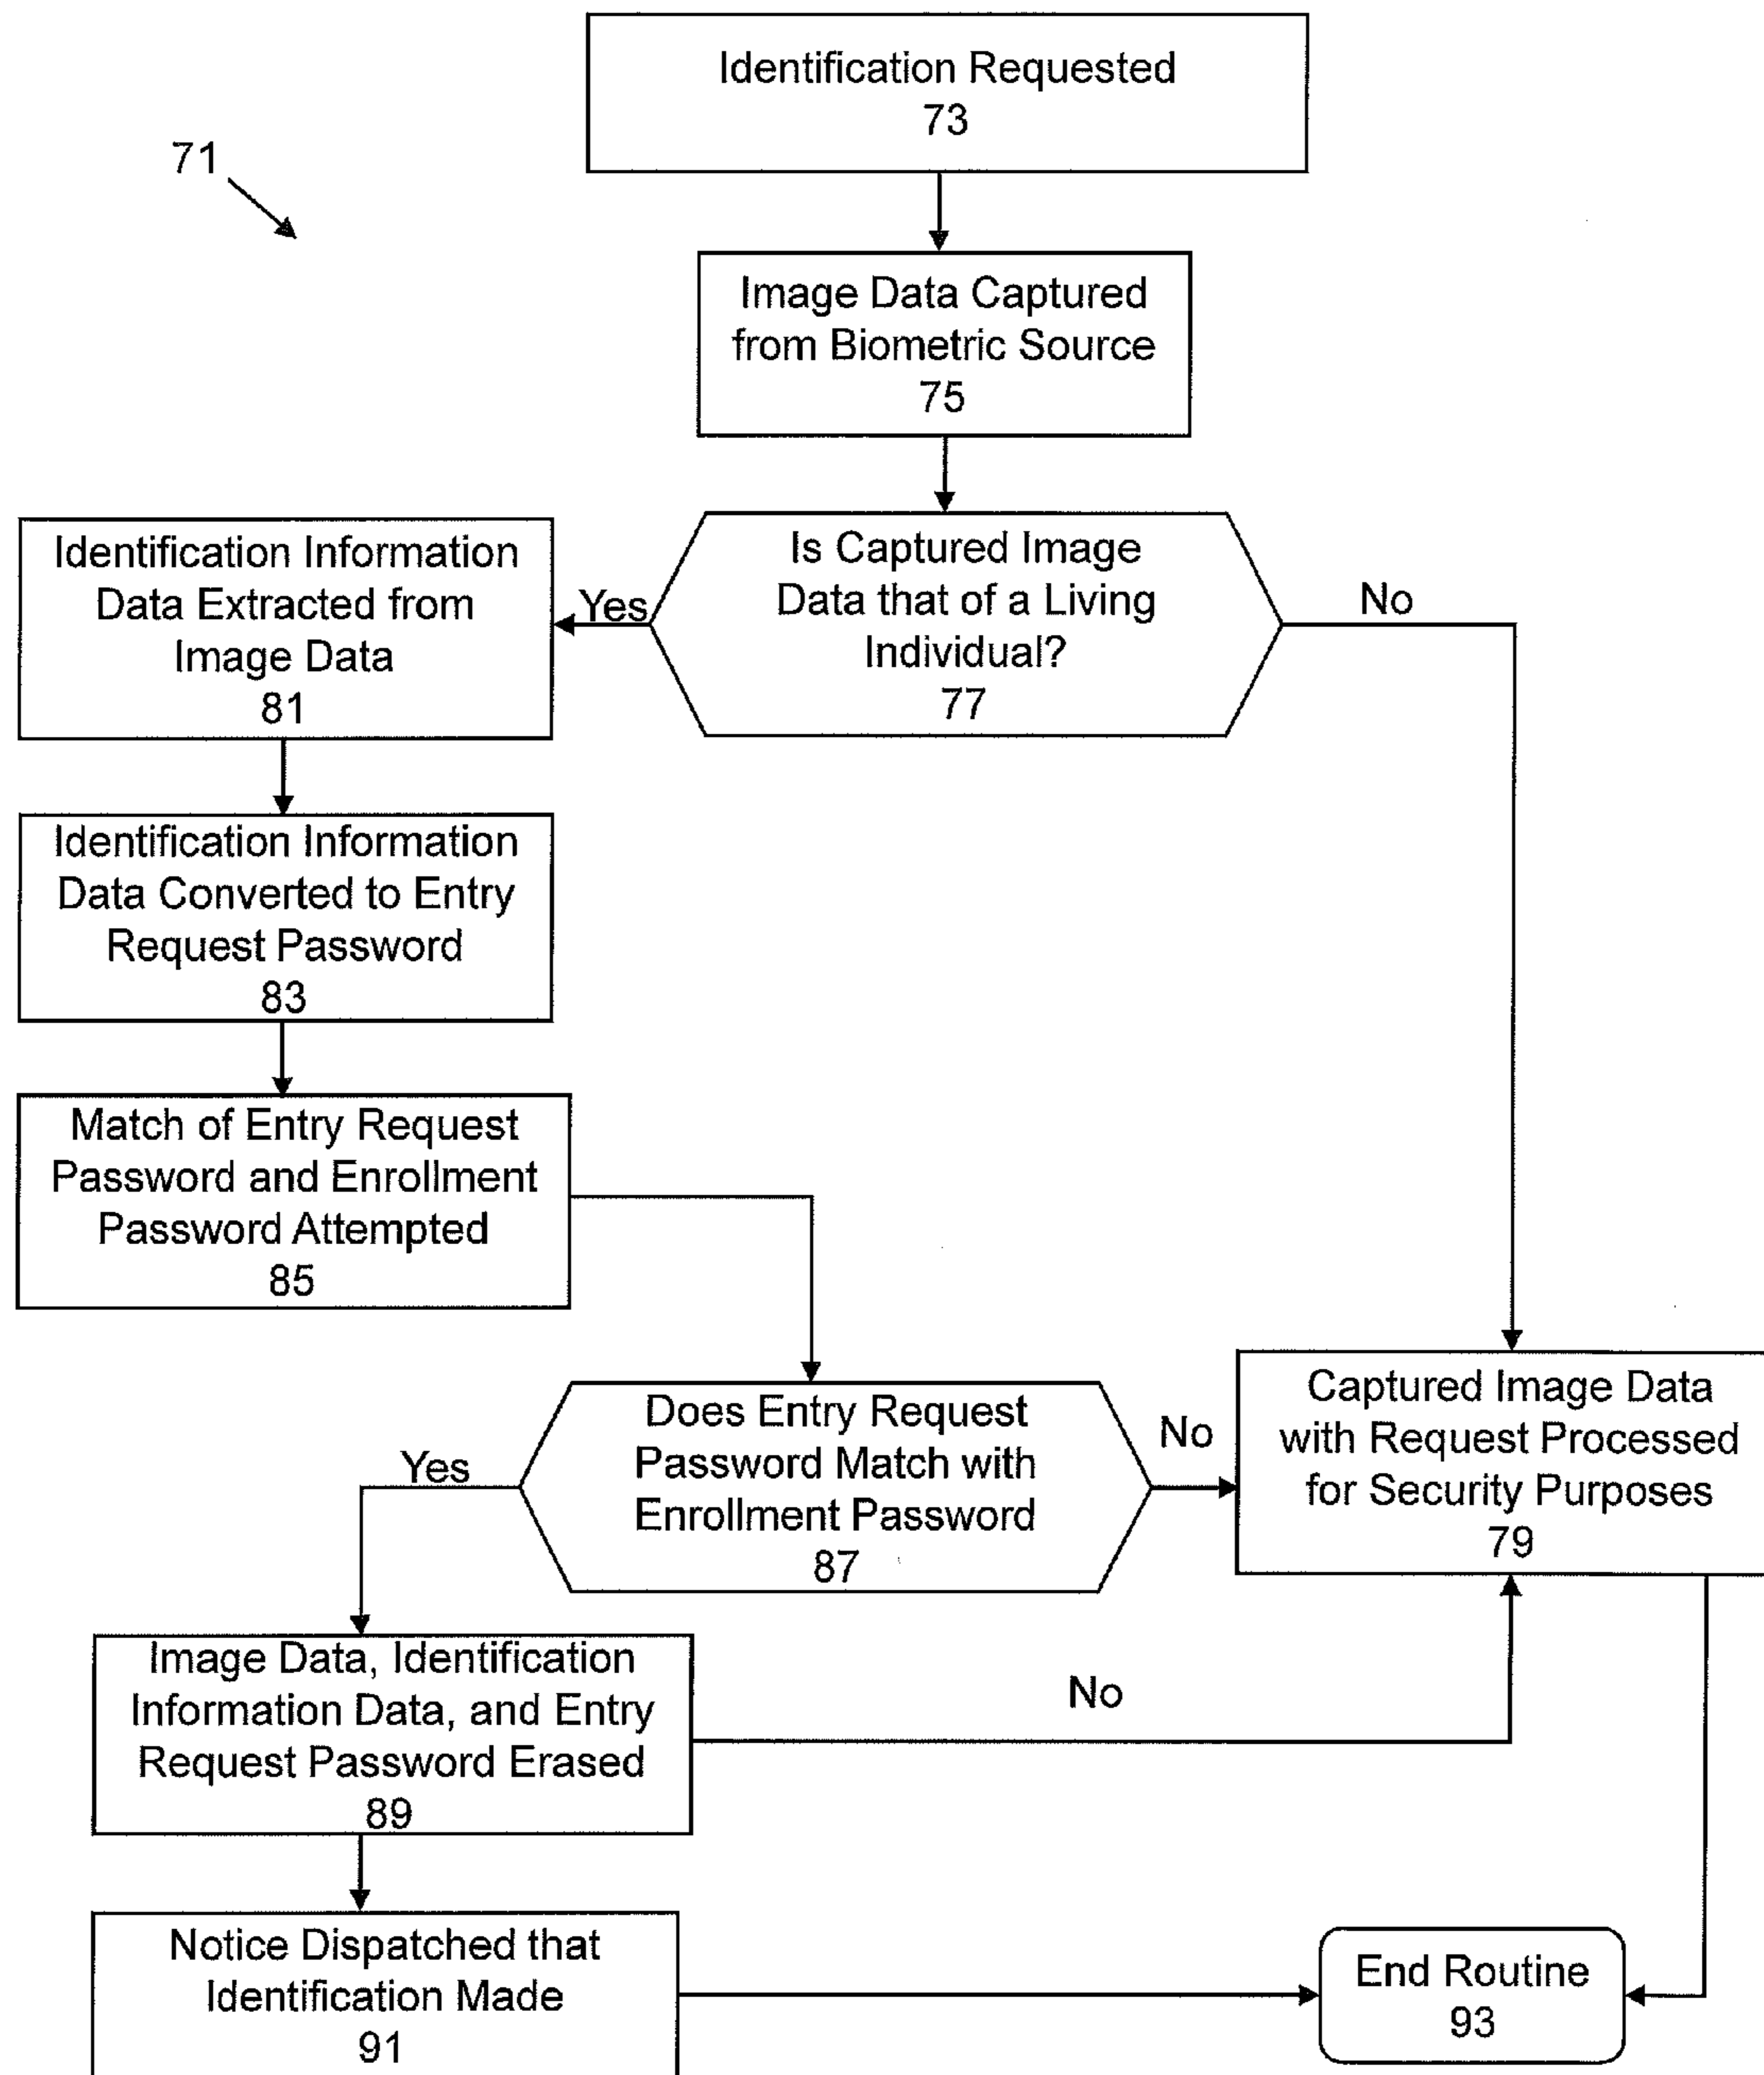 Identification Requested
73
71
Image Data Captured
from Biometric Source
75
Is Captured Image
Data that of a Living
Individual?
77
Yes
No
Identification Information
Data Extracted from
Image Data
81
Identification Information
Data Converted to Entry
Request Password
83
Match of Entry Request
Password and Enrollment
Password Attempted
85
Does Entry Request
Password Match with
Enrollment Password
87
Yes
No
Captured Image Data
with Request Processed
for Security Purposes
79
Image Data, Identification
Information Data, and Entry
Request Password Erased
89
No
Notice Dispatched that
Identification Made
91
End Routine
93